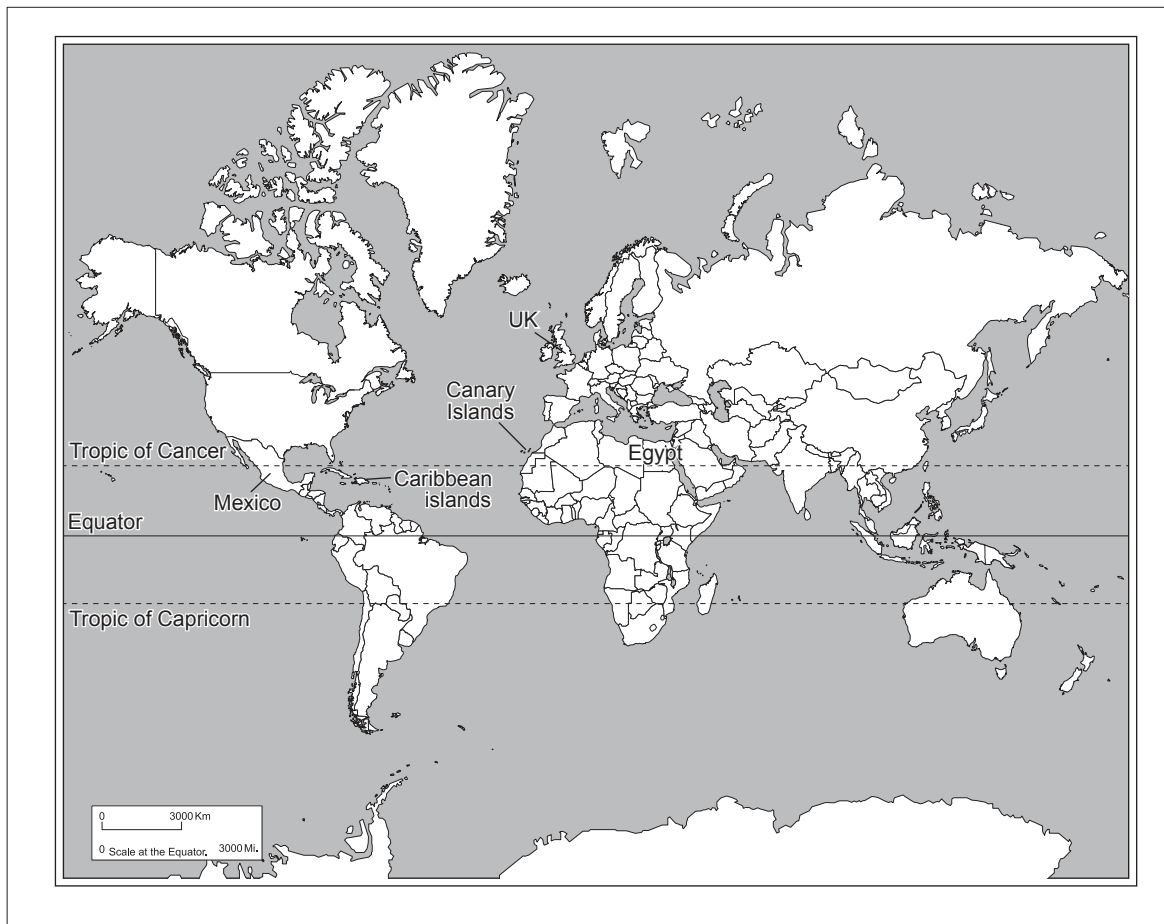 UK
Canary
Islands
Tropic of Cancer
Egypt
Caribbean
islands
Mexico
Equator
Tropic of Capricorn
0 3000 Km
0 Scale at the Equator. 3000 Mi.